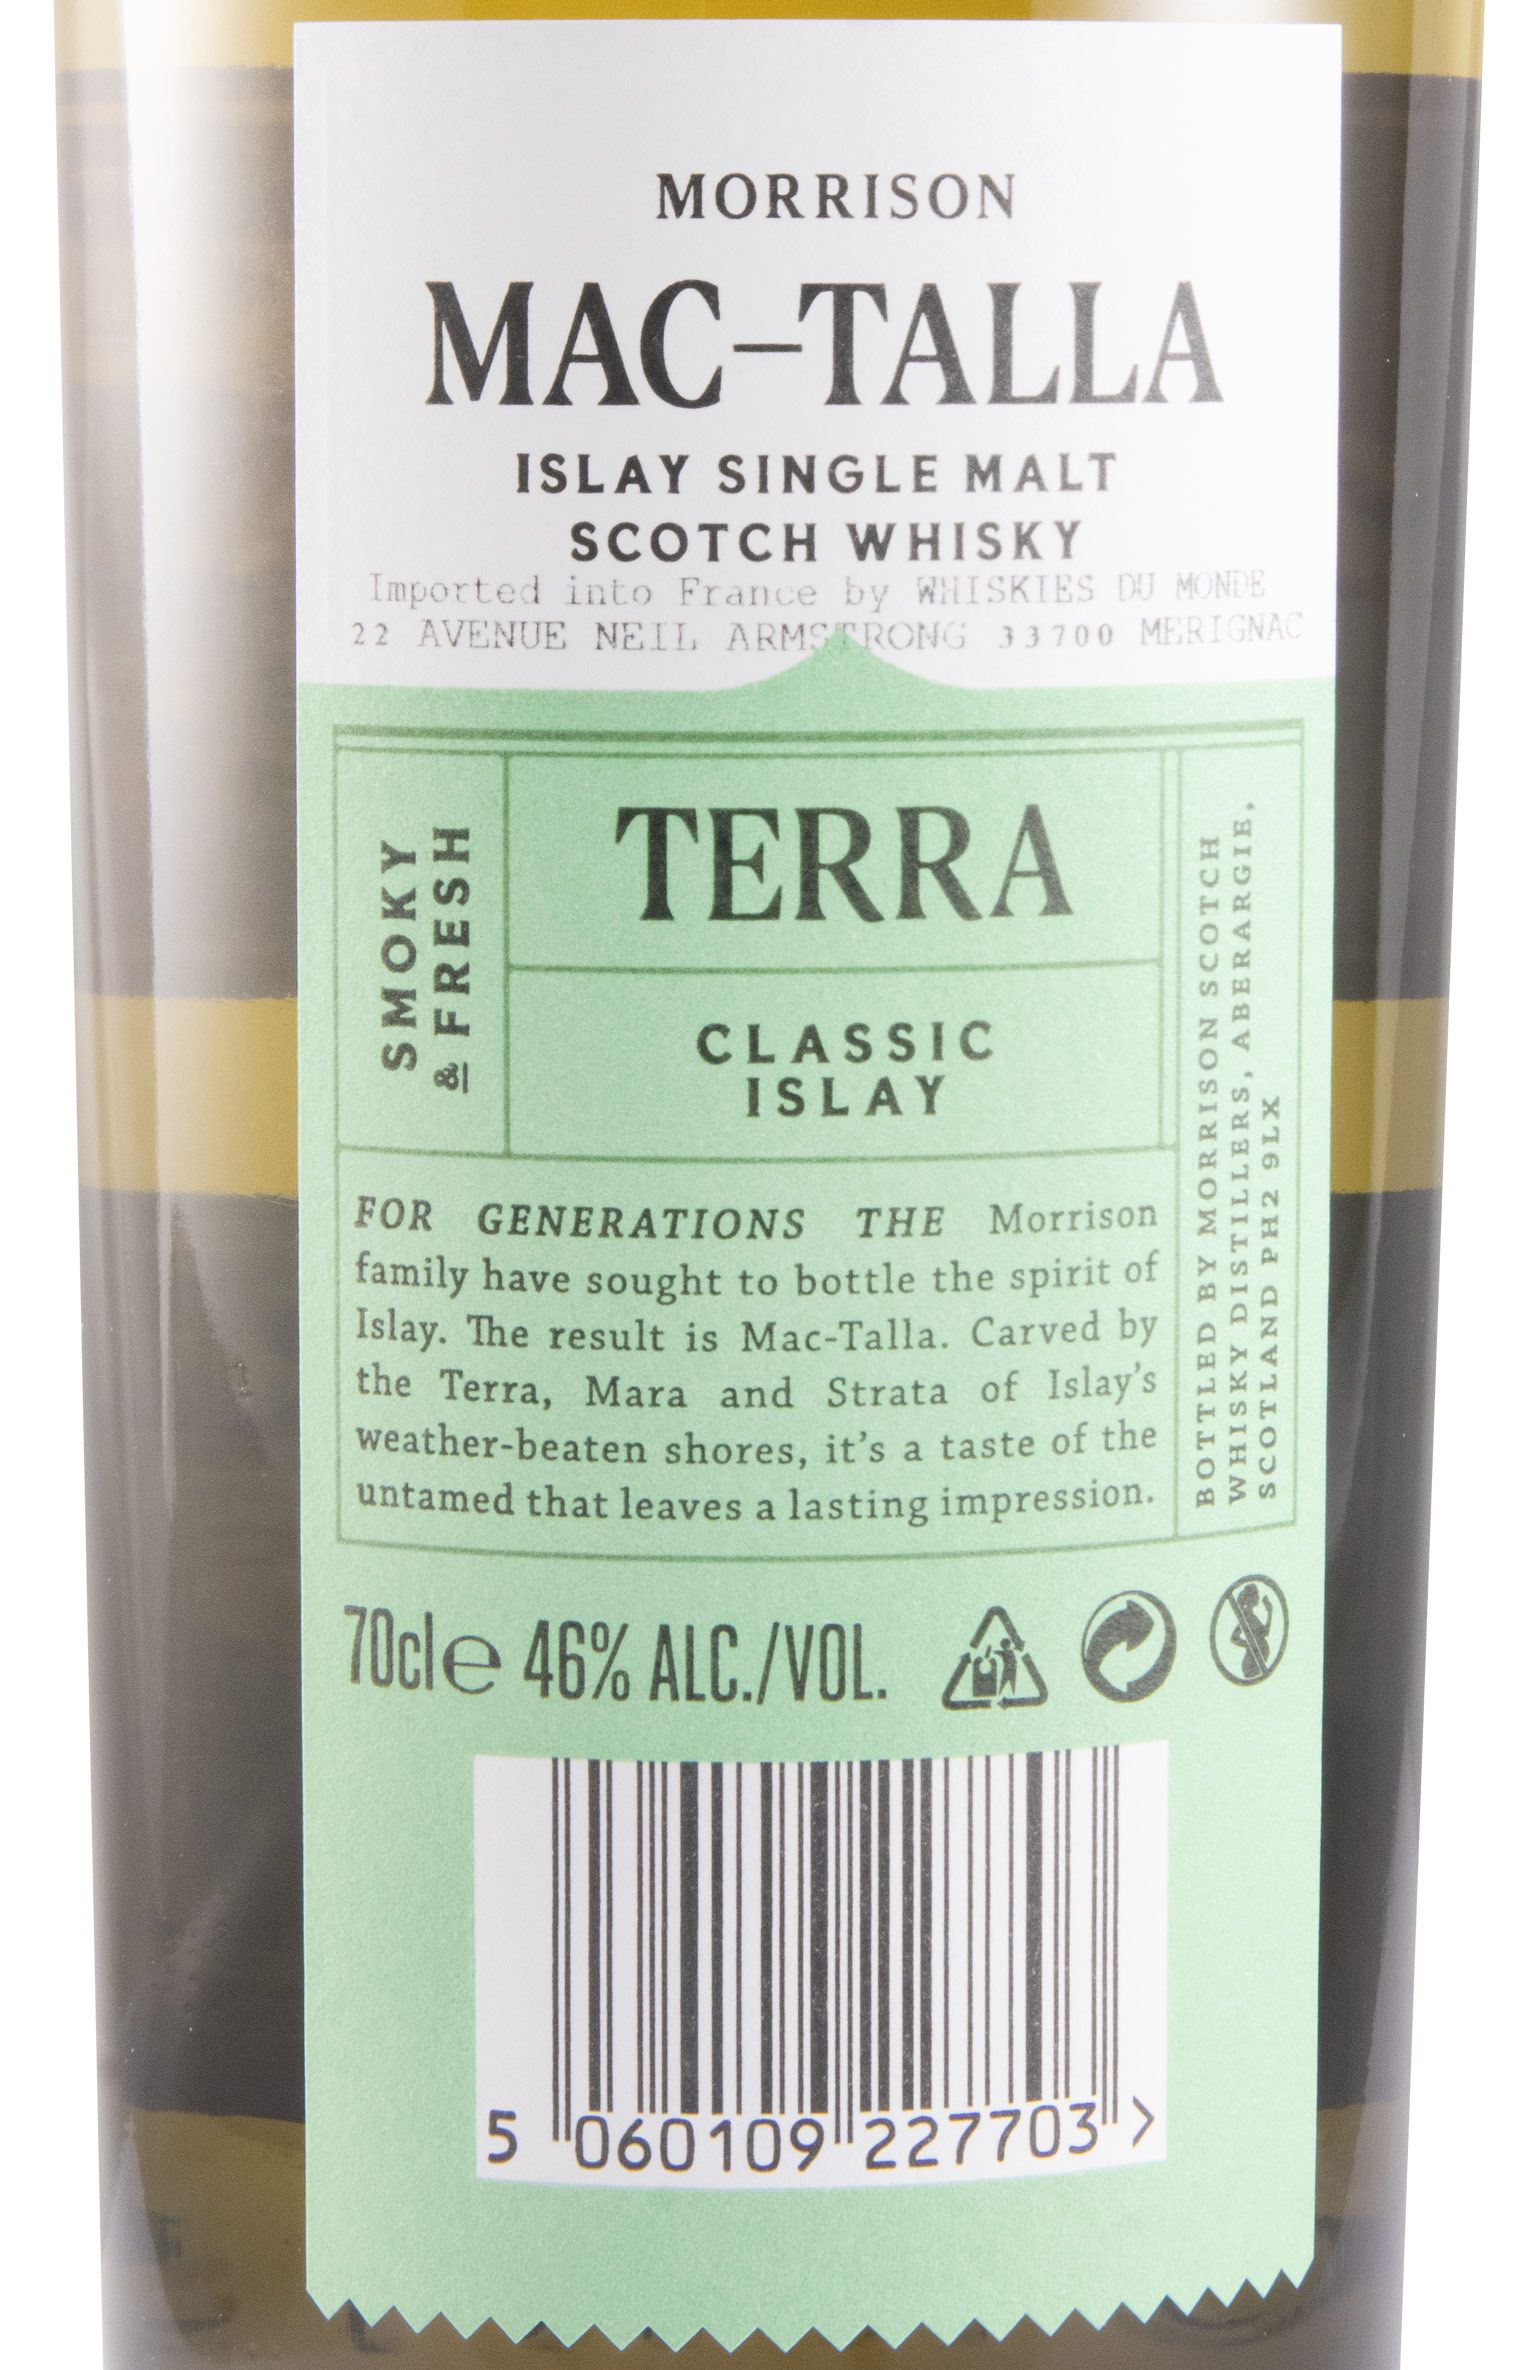 MORRISON
MAC–TALLA
ISLAY SINGLE MALT
SCOTCH WHISKY
Imported into France by WHISKIES DU MONDE
22 AVENUE NEIL ARMSTRONG 33700 MERIGNAC
SMOKY
& FRESH
TERRA
CLASSIC
ISLAY
FOR GENERATIONS THE Morrison
family have sought to bottle the spirit of
Islay. The result is Mac-Talla. Carved by
the Terra, Mara and Strata of Islay's
weather-beaten shores, it's a taste of the
untamed that leaves a lasting impression.
BOTTLED BY MORRISON SCOTCH
WHISKY DISTILLERS, ABERARGIE,
SCOTLAND PH2 9LX
70cl e 46% ALC./VOL.
5 060109 227703 >